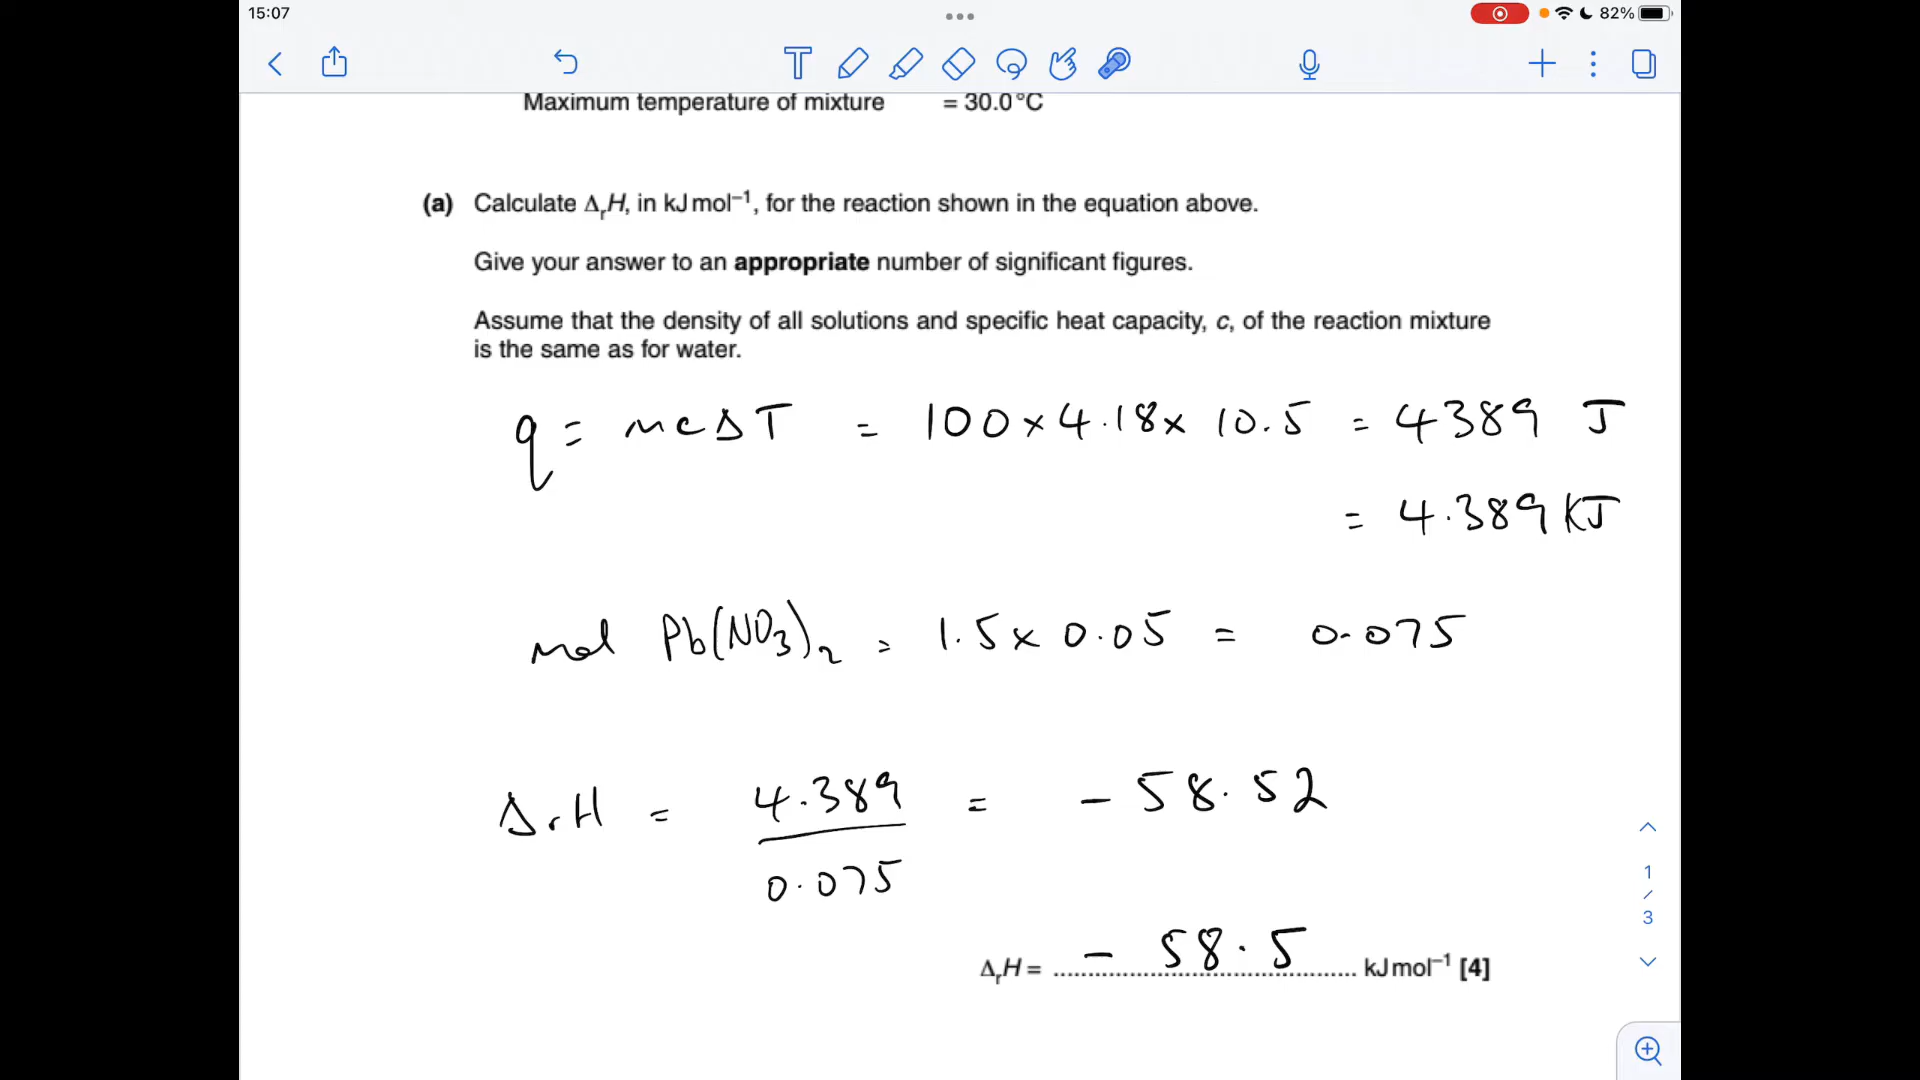 15:07
82%
T
Maximum temperature of mixture = 30.0 °C
(a) Calculate ΔrH, in kJ mol⁻¹, for the reaction shown in the equation above.
Give your answer to an appropriate number of significant figures.
Assume that the density of all solutions and specific heat capacity, c, of the reaction mixture
is the same as for water.
q = mcΔT = 100 × 4.18 × 10.5 = 4389 J
= 4.389 KJ
mol Pb(NO₃)₂ = 1.5 × 0.05 = 0.075
ΔrH = 4.389 = - 58.52
0.075
ΔrH = - 58.5 kJ mol⁻¹ [4]
1
/
3